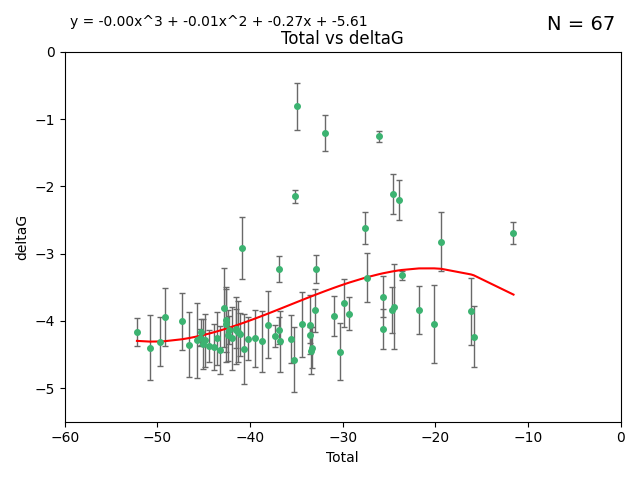 y = -0.00x^3 + -0.01x^2 + -0.27x + -5.61
N = 67
Total vs deltaG
0
−1
−2
−3
−4
−5
deltaG
−60
−50
−40
−30
−20
−10
0
Total